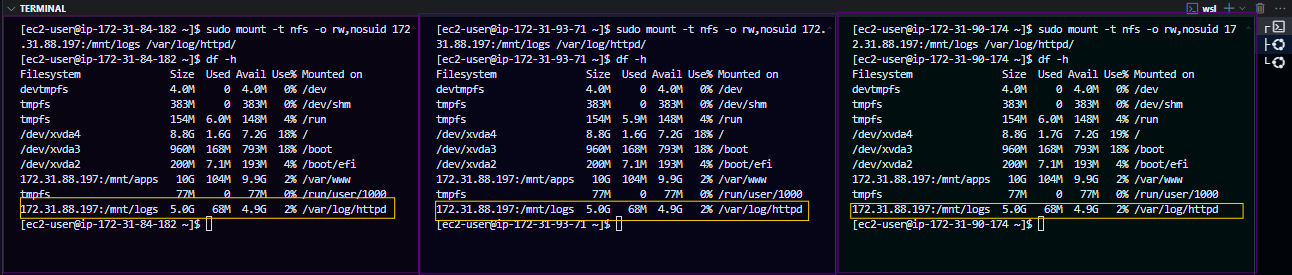 TERMINAL
wsl
[ec2-user@ip-172-31-84-182 ~]$ sudo mount -t nfs -o rw,nosuid 172
.31.88.197:/mnt/logs /var/log/httpd/
[ec2-user@ip-172-31-84-182 ~]$ df -h
Filesystem Size Used Avail Use% Mounted on
devtmpfs 4.0M 0 4.0M 0% /dev
tmpfs 383M 0 383M 0% /dev/shm
tmpfs 154M 6.0M 148M 4% /run
/dev/xvda4 8.8G 1.6G 7.2G 18% /
/dev/xvda3 960M 168M 793M 18% /boot
/dev/xvda2 200M 7.1M 193M 4% /boot/efi
172.31.88.197:/mnt/apps 10G 104M 9.9G 2% /var/www
tmpfs 77M 0 77M 0% /run/user/1000
172.31.88.197:/mnt/logs 5.0G 68M 4.9G 2% /var/log/httpd
[ec2-user@ip-172-31-84-182 ~]$
[ec2-user@ip-172-31-93-71 ~]$ sudo mount -t nfs -o rw,nosuid 172.
31.88.197:/mnt/logs /var/log/httpd/
[ec2-user@ip-172-31-93-71 ~]$ df -h
Filesystem Size Used Avail Use% Mounted on
devtmpfs 4.0M 0 4.0M 0% /dev
tmpfs 383M 0 383M 0% /dev/shm
tmpfs 154M 5.9M 148M 4% /run
/dev/xvda4 8.8G 1.6G 7.2G 18% /
/dev/xvda3 960M 168M 793M 18% /boot
/dev/xvda2 200M 7.1M 193M 4% /boot/efi
172.31.88.197:/mnt/apps 10G 104M 9.9G 2% /var/www
tmpfs 77M 0 77M 0% /run/user/1000
172.31.88.197:/mnt/logs 5.0G 68M 4.9G 2% /var/log/httpd
[ec2-user@ip-172-31-93-71 ~]$
[ec2-user@ip-172-31-90-174 ~]$ sudo mount -t nfs -o rw,nosuid 17
2.31.88.197:/mnt/logs /var/log/httpd/
[ec2-user@ip-172-31-90-174 ~]$ df -h
Filesystem Size Used Avail Use% Mounted on
devtmpfs 4.0M 0 4.0M 0% /dev
tmpfs 383M 0 383M 0% /dev/shm
tmpfs 154M 6.0M 148M 4% /run
/dev/xvda4 8.8G 1.7G 7.2G 19% /
/dev/xvda3 960M 168M 793M 18% /boot
/dev/xvda2 200M 7.1M 193M 4% /boot/efi
172.31.88.197:/mnt/apps 10G 104M 9.9G 2% /var/www
tmpfs 77M 0 77M 0% /run/user/1000
172.31.88.197:/mnt/logs 5.0G 68M 4.9G 2% /var/log/httpd
[ec2-user@ip-172-31-90-174 ~]$